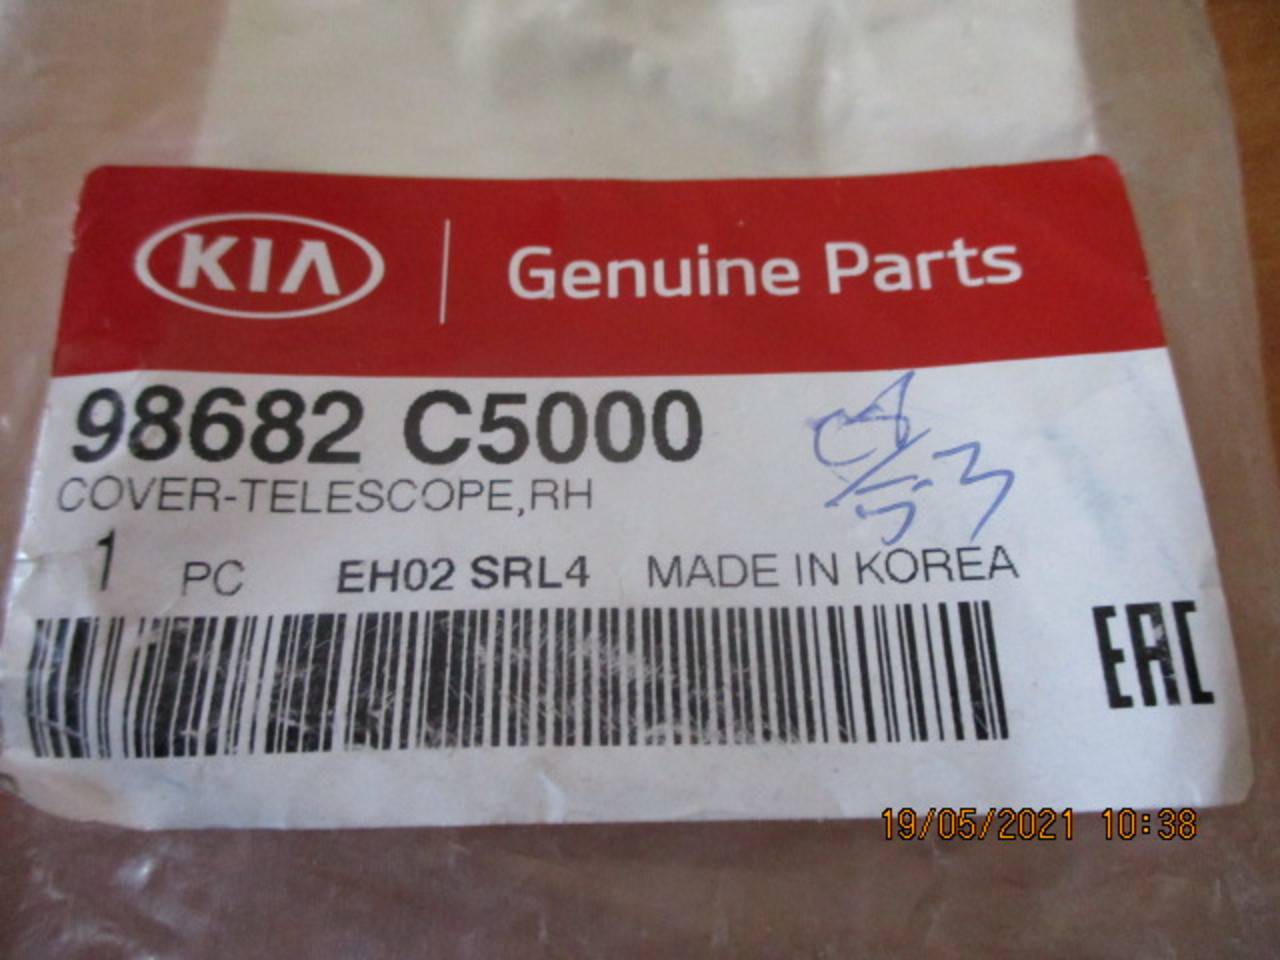 KIA Genuine Parts
98682 C5000
COVER-TELESCOPE,RH
1 PC EH02 SRL4 MADE IN KOREA
EAC
19/05/2021 10:38